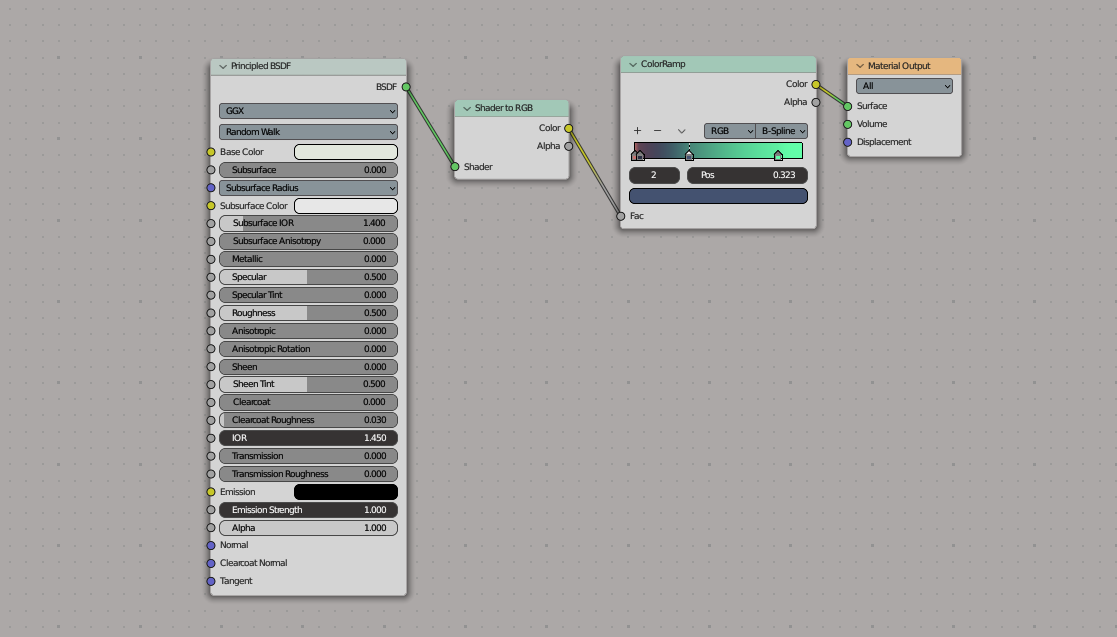 Principled BSDF
BSDF
GGX
Random Walk
Base Color
Subsurface 0.000
Subsurface Radius
Subsurface Color
Subsurface IOR 1.400
Subsurface Anisotropy 0.000
Metallic 0.000
Specular 0.500
Specular Tint 0.000
Roughness 0.500
Anisotropic 0.000
Anisotropic Rotation 0.000
Sheen 0.000
Sheen Tint 0.500
Clearcoat 0.000
Clearcoat Roughness 0.030
IOR 1.450
Transmission 0.000
Transmission Roughness 0.000
Emission
Emission Strength 1.000
Alpha 1.000
Normal
Clearcoat Normal
Tangent
Shader to RGB
Color
Alpha
Shader
ColorRamp
Color
Alpha
RGB B-Spline
2 Pos 0.323
Fac
Material Output
All
Surface
Volume
Displacement